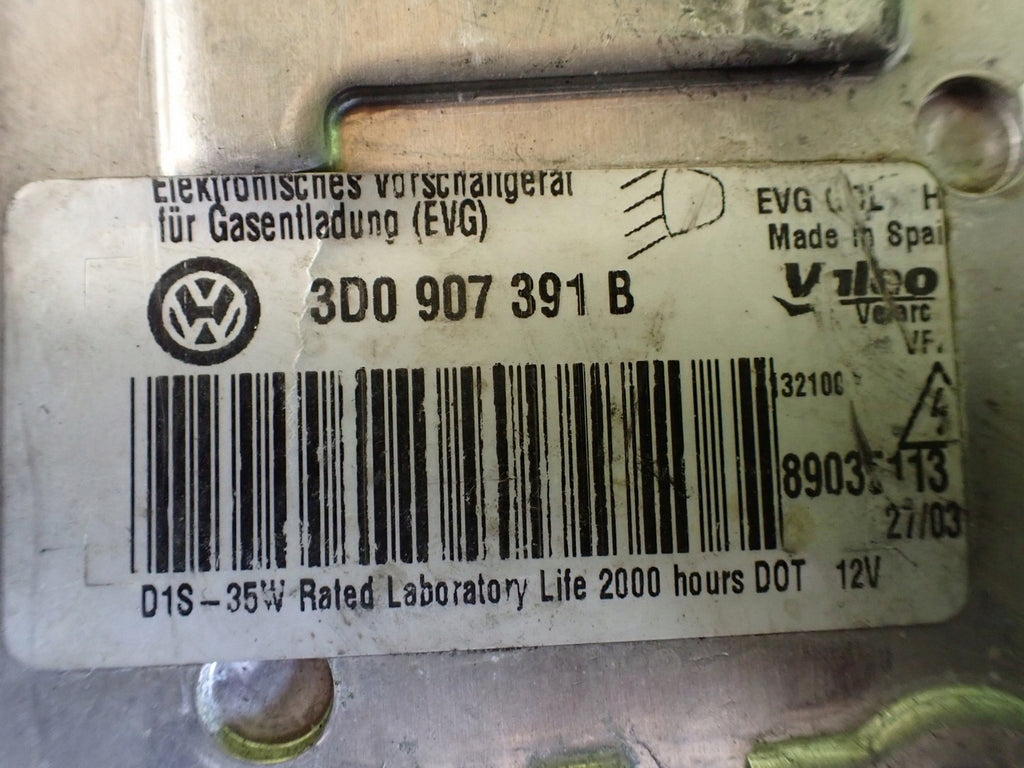 Elektronisches Vorschaltgerät
für Gasentladung (EVG)
EVG
Made in Spai
3D0 907 391 B
Valeo
32100
27/03
D1S-35W Rated Laboratory Life 2000 hours DOT 12V